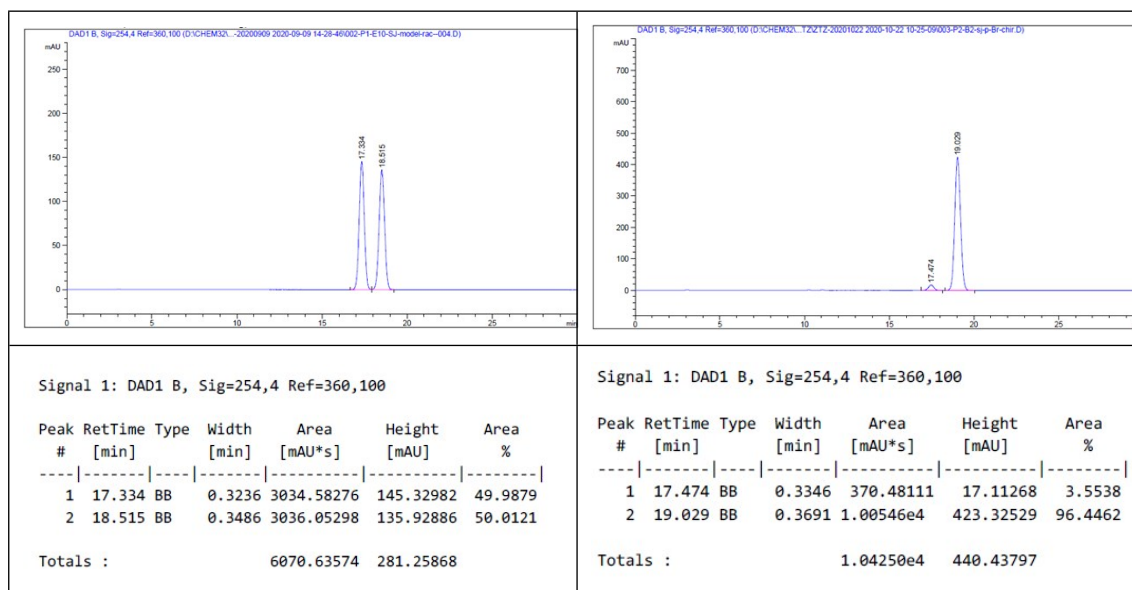 DAD1 B, Sig=254,4 Ref=360,100 (D:\CHEM32\...-20200909 2020-09-09 14-28-46\002-P1-E10-SJ-model-rac--004.D)
mAU
250
200
150
100
50
0
17.334
18.515
0 5 10 15 20 25 min
DAD1 B, Sig=254,4 Ref=360,100 (D:\CHEM32\...TZ\ZTZ-20201022 2020-10-22 10-25-09\003-P2-B2-sj-p-Br-chir.D)
mAU
700
600
500
400
300
200
100
0
17.474
19.029
0 5 10 15 20 25
Signal 1: DAD1 B, Sig=254,4 Ref=360,100
Peak RetTime Type Width Area Height Area
# [min] [min] [mAU*s] [mAU] %
----|-------|----|-------|----------|----------|--------|
1 17.334 BB 0.3236 3034.58276 145.32982 49.9879
2 18.515 BB 0.3486 3036.05298 135.92886 50.0121
Totals : 6070.63574 281.25868
Signal 1: DAD1 B, Sig=254,4 Ref=360,100
Peak RetTime Type Width Area Height Area
# [min] [min] [mAU*s] [mAU] %
----|-------|----|-------|----------|----------|--------|
1 17.474 BB 0.3346 370.48111 17.11268 3.5538
2 19.029 BB 0.3691 1.00546e4 423.32529 96.4462
Totals : 1.04250e4 440.43797